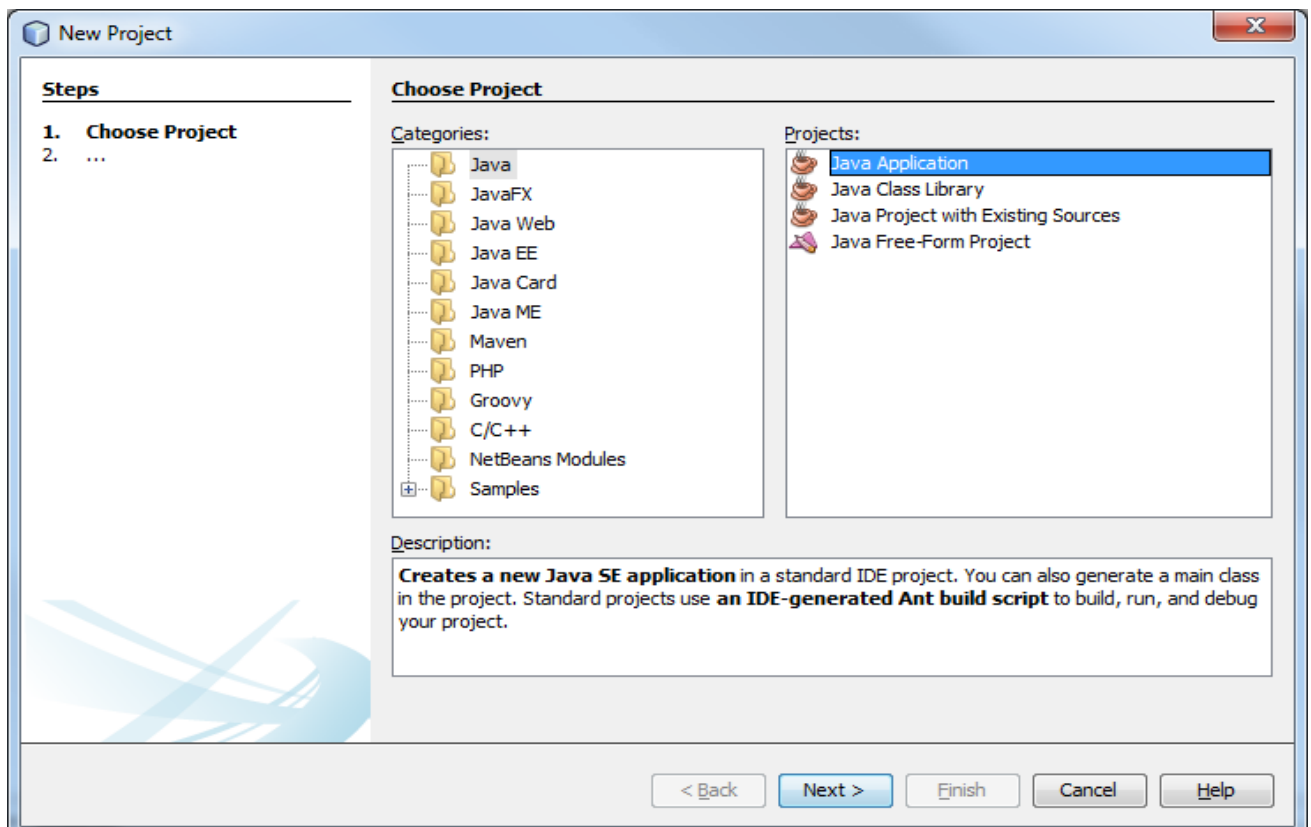 New Project
Steps
1. Choose Project
2. ...
Choose Project
Categories:
Java
JavaFX
Java Web
Java EE
Java Card
Java ME
Maven
PHP
Groovy
C/C++
NetBeans Modules
Samples
Projects:
Java Application
Java Class Library
Java Project with Existing Sources
Java Free-Form Project
Description:
Creates a new Java SE application in a standard IDE project. You can also generate a main class
in the project. Standard projects use an IDE-generated Ant build script to build, run, and debug
your project.
< Back
Next >
Finish
Cancel
Help